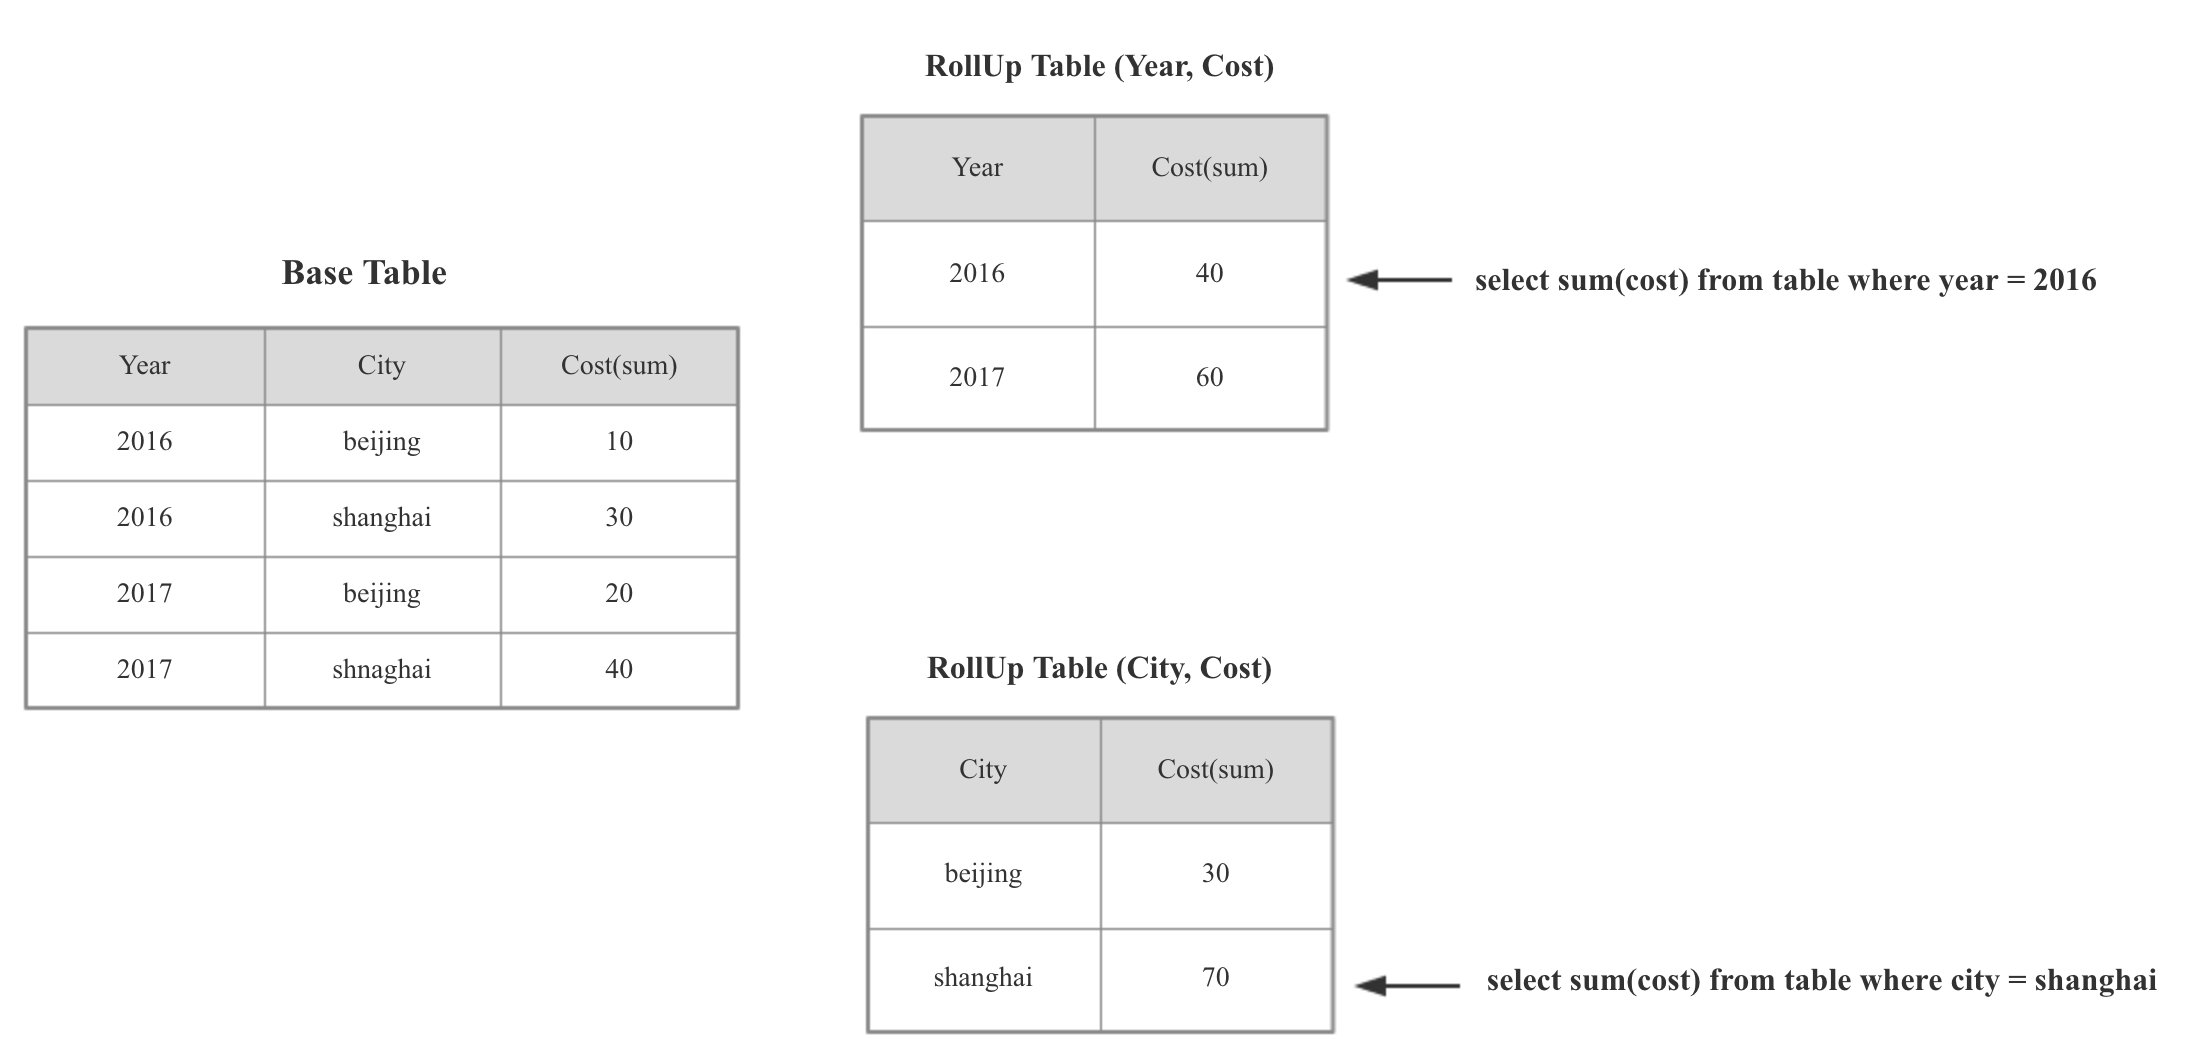 Base Table
Year City Cost(sum)
2016 beijing 10
2016 shanghai 30
2017 beijing 20
2017 shnaghai 40
RollUp Table (Year, Cost)
Year Cost(sum)
2016 40
2017 60
select sum(cost) from table where year = 2016
RollUp Table (City, Cost)
City Cost(sum)
beijing 30
shanghai 70
select sum(cost) from table where city = shanghai